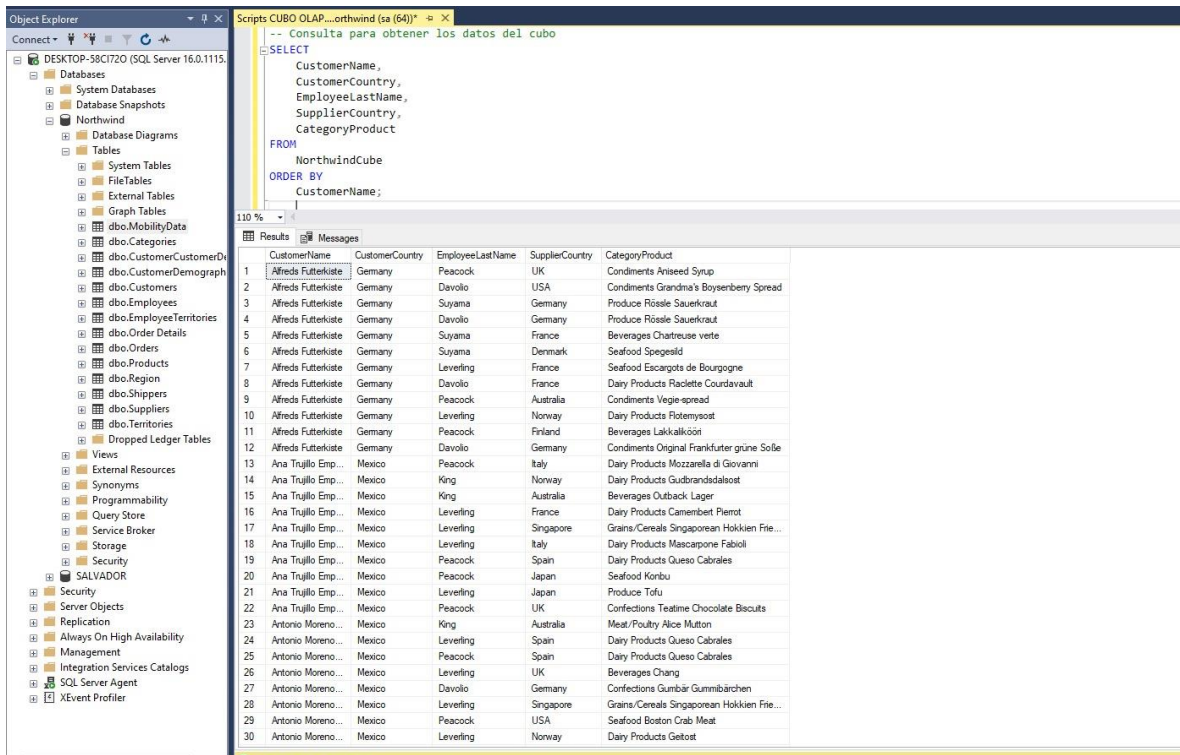 Object Explorer
Connect
DESKTOP-58CI72O (SQL Server 16.0.1115.
Databases
System Databases
Database Snapshots
Northwind
Database Diagrams
Tables
System Tables
FileTables
External Tables
Graph Tables
dbo.MobilityData
dbo.Categories
dbo.CustomerCustomerDe
dbo.CustomerDemograph
dbo.Customers
dbo.Employees
dbo.EmployeeTerritories
dbo.Order Details
dbo.Orders
dbo.Products
dbo.Region
dbo.Shippers
dbo.Suppliers
dbo.Territories
Dropped Ledger Tables
Views
External Resources
Synonyms
Programmability
Query Store
Service Broker
Storage
Security
SALVADOR
Security
Server Objects
Replication
Always On High Availability
Management
Integration Services Catalogs
SQL Server Agent
XEvent Profiler
Scripts CUBO OLAP....orthwind (sa (64))*
-- Consulta para obtener los datos del cubo
SELECT
CustomerName,
CustomerCountry,
EmployeeLastName,
SupplierCountry,
CategoryProduct
FROM
NorthwindCube
ORDER BY
CustomerName;
110 %
Results Messages
CustomerName CustomerCountry EmployeeLastName SupplierCountry CategoryProduct
1 Alfreds Futterkiste Germany Peacock UK Condiments Aniseed Syrup
2 Alfreds Futterkiste Germany Davolio USA Condiments Grandma's Boysenberry Spread
3 Alfreds Futterkiste Germany Suyama Germany Produce Rössle Sauerkraut
4 Alfreds Futterkiste Germany Davolio Germany Produce Rössle Sauerkraut
5 Alfreds Futterkiste Germany Suyama France Beverages Chartreuse verte
6 Alfreds Futterkiste Germany Suyama Denmark Seafood Spegesild
7 Alfreds Futterkiste Germany Leverling France Seafood Escargots de Bourgogne
8 Alfreds Futterkiste Germany Davolio France Dairy Products Raclette Courdavault
9 Alfreds Futterkiste Germany Peacock Australia Condiments Vegie-spread
10 Alfreds Futterkiste Germany Leverling Norway Dairy Products Flotemysost
11 Alfreds Futterkiste Germany Peacock Finland Beverages Lakkalikööri
12 Alfreds Futterkiste Germany Davolio Germany Condiments Original Frankfurter grüne Soße
13 Ana Trujillo Emp... Mexico Peacock Italy Dairy Products Mozzarella di Giovanni
14 Ana Trujillo Emp... Mexico King Norway Dairy Products Gudbrandsdalsost
15 Ana Trujillo Emp... Mexico King Australia Beverages Outback Lager
16 Ana Trujillo Emp... Mexico Leverling France Dairy Products Camembert Pierrot
17 Ana Trujillo Emp... Mexico Leverling Singapore Grains/Cereals Singaporean Hokkien Frie...
18 Ana Trujillo Emp... Mexico Leverling Italy Dairy Products Mascarpone Fabioli
19 Ana Trujillo Emp... Mexico Peacock Spain Dairy Products Queso Cabrales
20 Ana Trujillo Emp... Mexico Peacock Japan Seafood Konbu
21 Ana Trujillo Emp... Mexico Leverling Japan Produce Tofu
22 Ana Trujillo Emp... Mexico Peacock UK Confections Teatime Chocolate Biscuits
23 Antonio Moreno... Mexico King Australia Meat/Poultry Alice Mutton
24 Antonio Moreno... Mexico Leverling Spain Dairy Products Queso Cabrales
25 Antonio Moreno... Mexico Peacock Spain Dairy Products Queso Cabrales
26 Antonio Moreno... Mexico Leverling UK Beverages Chang
27 Antonio Moreno... Mexico Davolio Germany Confections Gumbär Gummibärchen
28 Antonio Moreno... Mexico Leverling Singapore Grains/Cereals Singaporean Hokkien Frie...
29 Antonio Moreno... Mexico Peacock USA Seafood Boston Crab Meat
30 Antonio Moreno... Mexico Leverling Norway Dairy Products Geitost